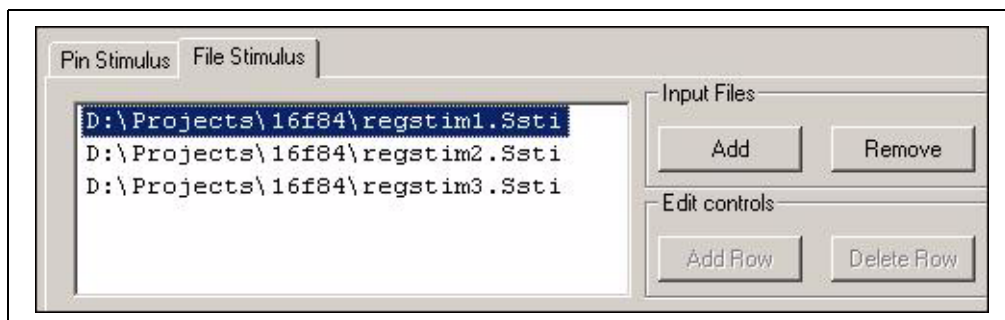 Pin Stimulus File Stimulus
D:\Projects\16f84\regstim1.Ssti
D:\Projects\16f84\regstim2.Ssti
D:\Projects\16f84\regstim3.Ssti
Input Files
Add Remove
Edit controls
Add Row Delete Row